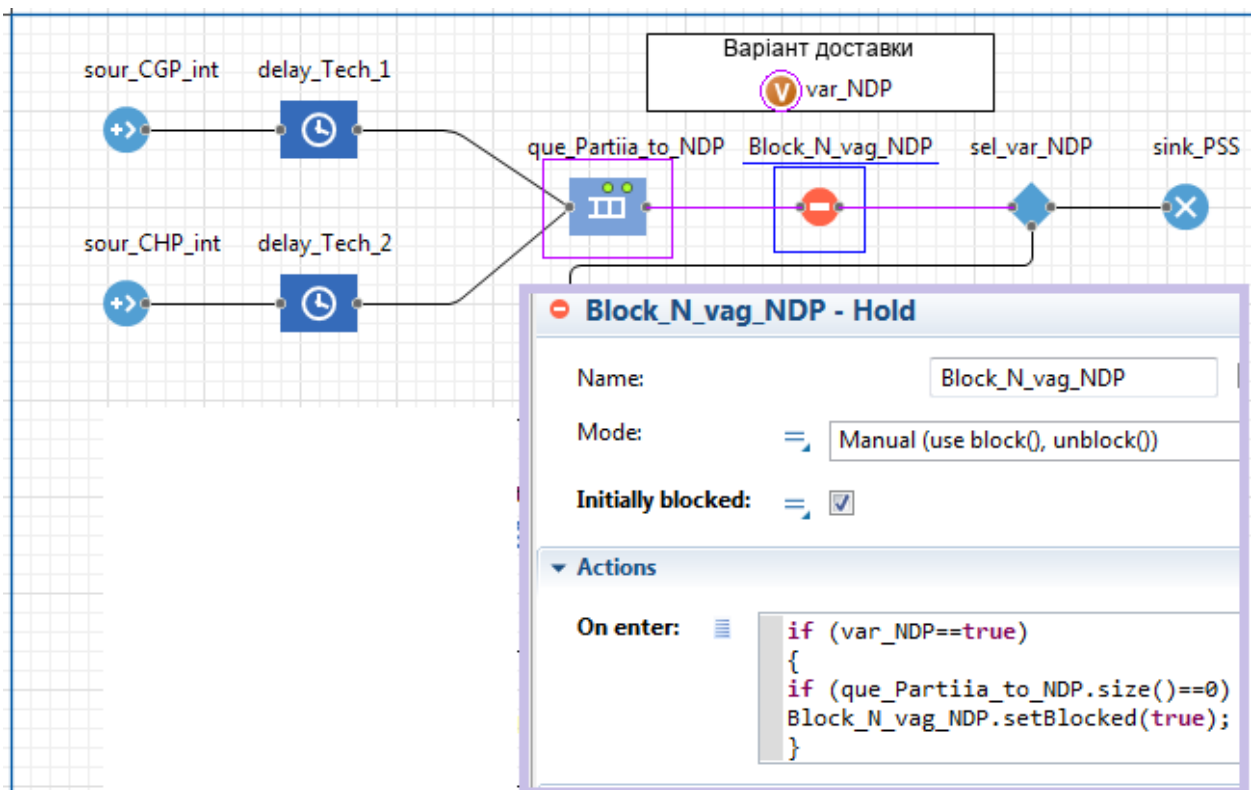 Варіант доставки
var_NDP
sour_CGP_int
delay_Tech_1
que_Partiia_to_NDP
Block_N_vag_NDP
sel_var_NDP
sink_PSS
sour_CHP_int
delay_Tech_2
Block_N_vag_NDP - Hold
Name:
Block_N_vag_NDP
Mode:
Manual (use block(), unblock())
Initially blocked:
Actions
On enter:
if (var_NDP==true)
{
if (que_Partiia_to_NDP.size()==0)
Block_N_vag_NDP.setBlocked(true);
}